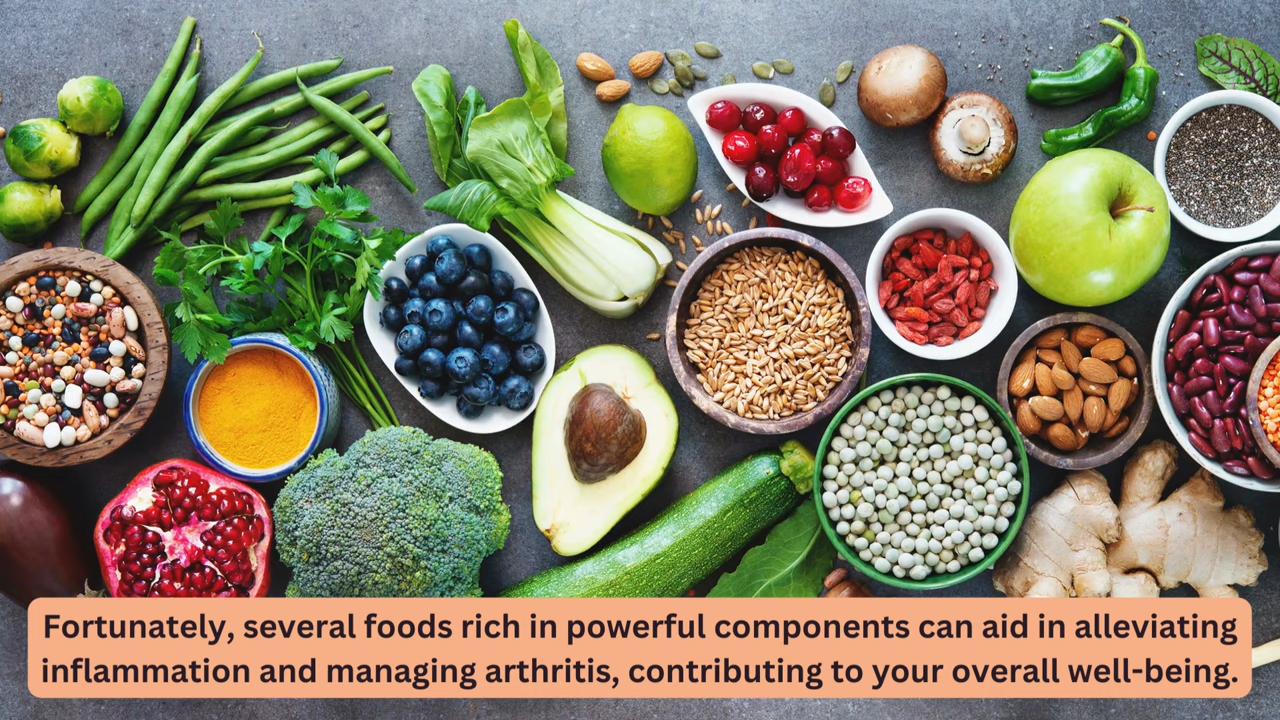 Fortunately, several foods rich in powerful components can aid in alleviating
inflammation and managing arthritis, contributing to your overall well-being.